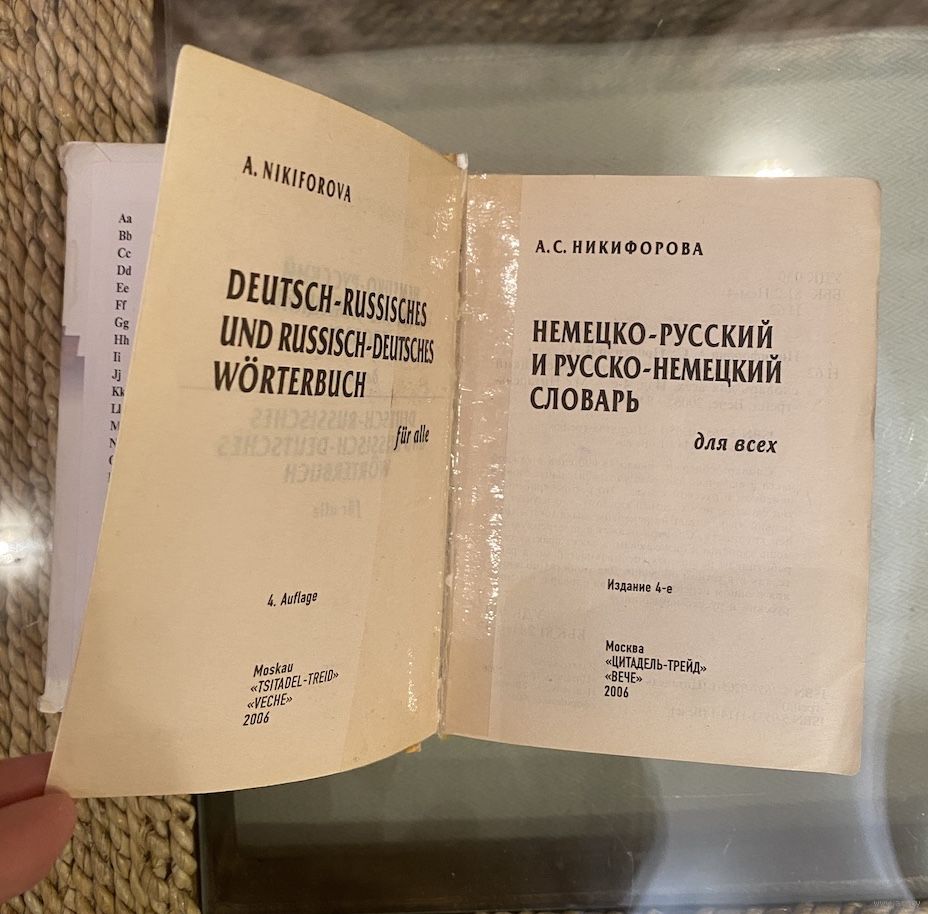 Aa
Bb
Cc
Dd
Ee
Ff
Gg
Hh
Ii
Jj
Kk
A. NIKIFOROVA
DEUTSCH-RUSSISCHES
UND RUSSISCH-DEUTSCHES
WÖRTERBUCH
für alle
4. Auflage
Moskau
«TSITADEL-TREID»
«VECHE»
2006
А.С. НИКИФОРОВА
НЕМЕЦКО-РУССКИЙ
И РУССКО-НЕМЕЦКИЙ
СЛОВАРЬ
для всех
Издание 4-е
Москва
«ЦИТАДЕЛЬ-ТРЕЙД»
«ВЕЧЕ»
2006